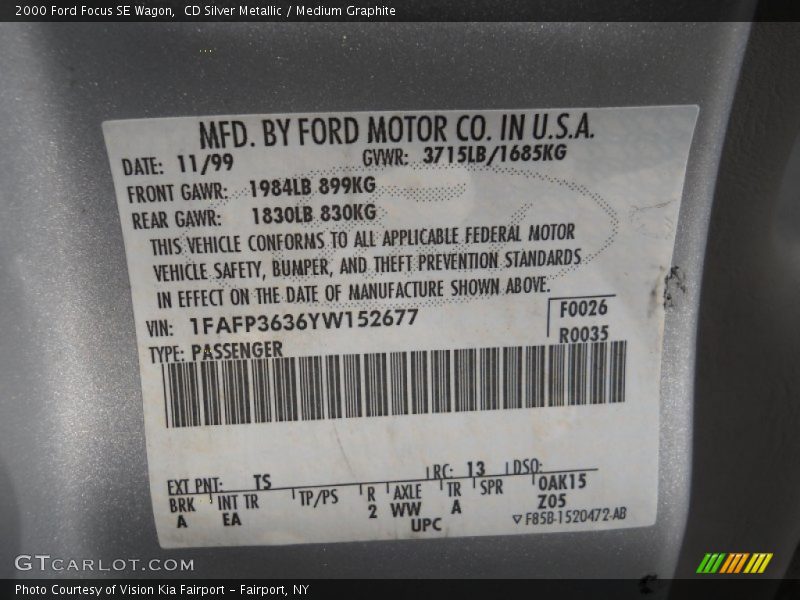 2000 Ford Focus SE Wagon,  CD Silver Metallic / Medium Graphite
MFD. BY FORD MOTOR CO. IN U.S.A.
DATE: 11/99 GVWR: 3715LB/1685KG
FRONT GAWR: 1984LB 899KG
REAR GAWR: 1830LB 830KG
THIS VEHICLE CONFORMS TO ALL APPLICABLE FEDERAL MOTOR
VEHICLE SAFETY, BUMPER, AND THEFT PREVENTION STANDARDS
IN EFFECT ON THE DATE OF MANUFACTURE SHOWN ABOVE.
VIN: 1FAFP3636YW152677 F0026
TYPE: PASSENGER R0035
EXT PNT: TS RC: 13 DSO:
BRK INT TR TP/PS R AXLE TR SPR 0AK15
A EA 2 WW A Z05
UPC ▽F85B-1520472-AB
GTCARLOT.COM
Photo Courtesy of Vision Kia Fairport - Fairport, NY